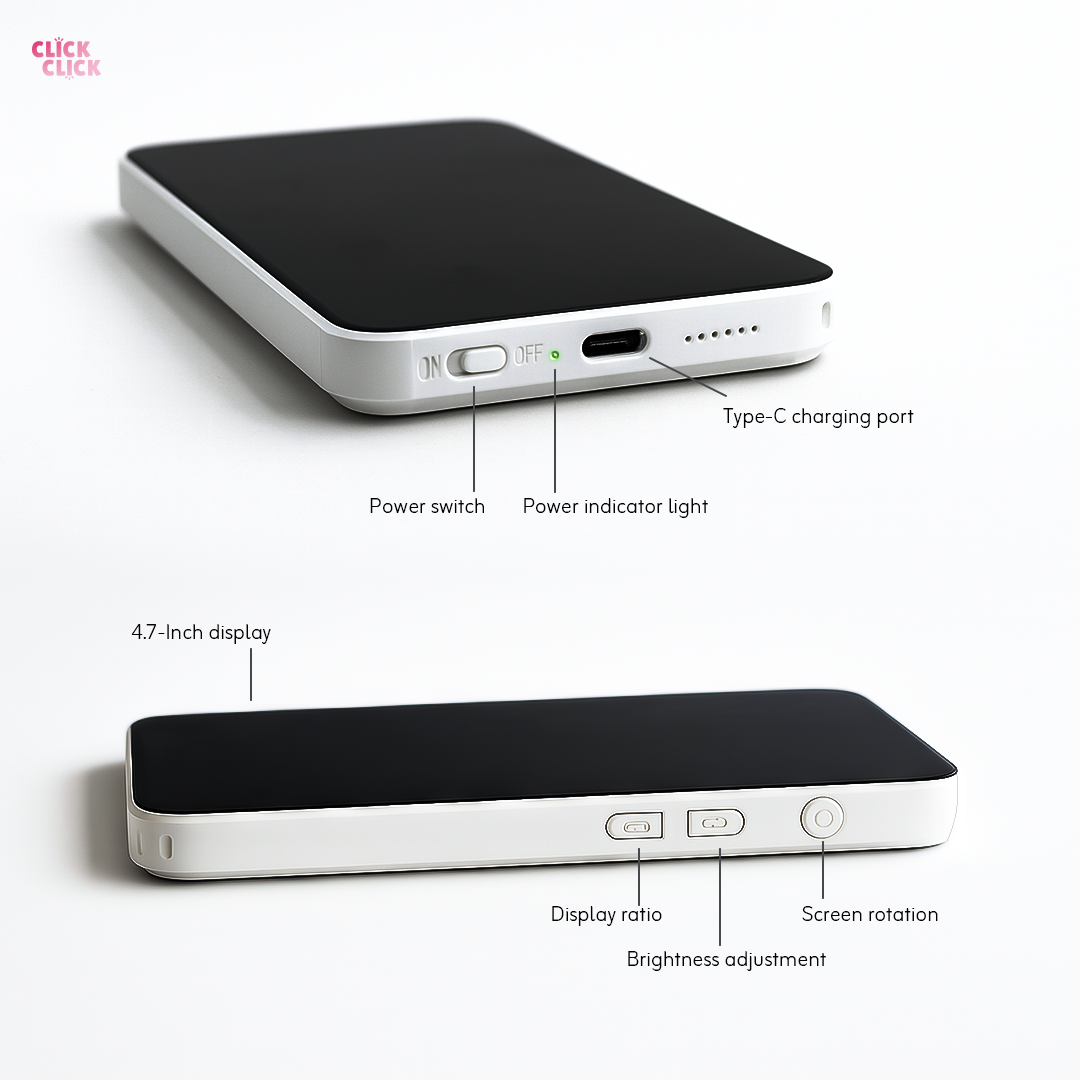 CLICK
CLICK
ON
OFF
Type-C charging port
Power switch
Power indicator light
4.7-Inch display
Display ratio
Screen rotation
Brightness adjustment